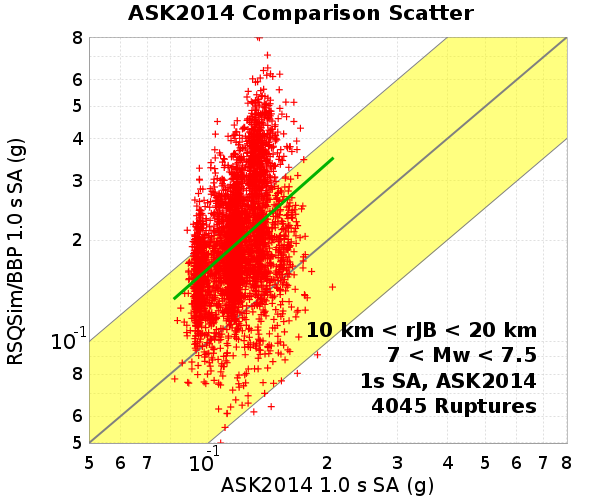 ASK2014 Comparison Scatter
8
6
5
4
3
2
10-1
8
6
5
RSQSim/BBP 1.0 s SA (g)
10 km < rJB < 20 km
7 < Mw < 7.5
1s SA, ASK2014
4045 Ruptures
5 6 7 10-1 2 3 4 5 6 7 8
ASK2014 1.0 s SA (g)